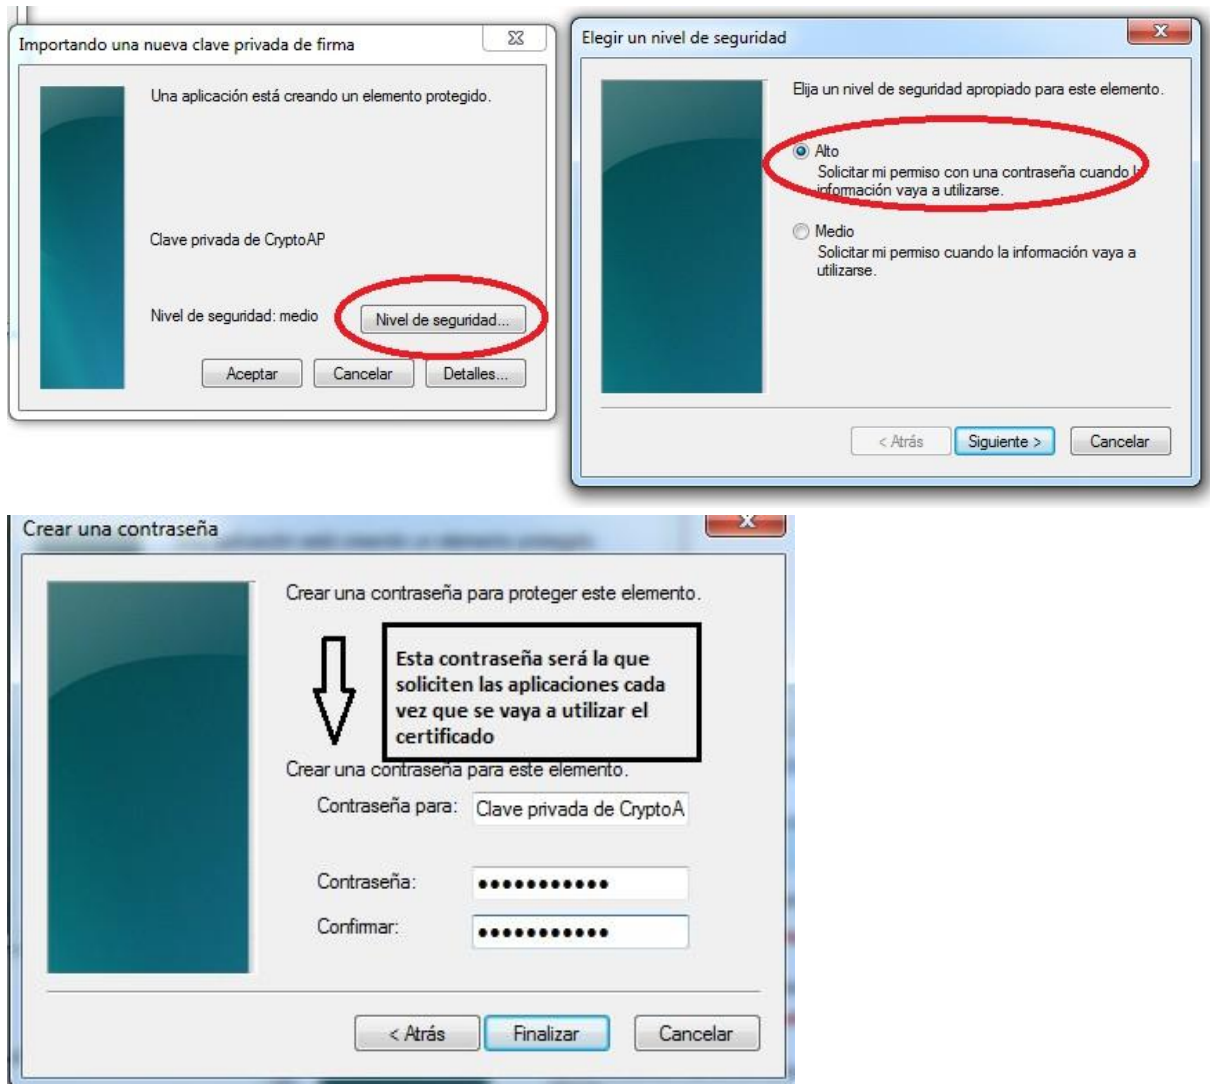 Importando una nueva clave privada de firma
Una aplicación está creando un elemento protegido.
Clave privada de CryptoAP
Nivel de seguridad: medio
Nivel de seguridad...
Aceptar
Cancelar
Detalles...
Elegir un nivel de seguridad
Elija un nivel de seguridad apropiado para este elemento.
Alto
Solicitar mi permiso con una contraseña cuando la
información vaya a utilizarse.
Medio
Solicitar mi permiso cuando la información vaya a
utilizarse.
< Atrás
Siguiente >
Cancelar
Crear una contraseña
Crear una contraseña para proteger este elemento.
Esta contraseña será la que
soliciten las aplicaciones cada
vez que se vaya a utilizar el
certificado
Crear una contraseña para este elemento.
Contraseña para: Clave privada de CryptoA
Contraseña: ●●●●●●●●●●●
Confirmar: ●●●●●●●●●●●
< Atrás
Finalizar
Cancelar